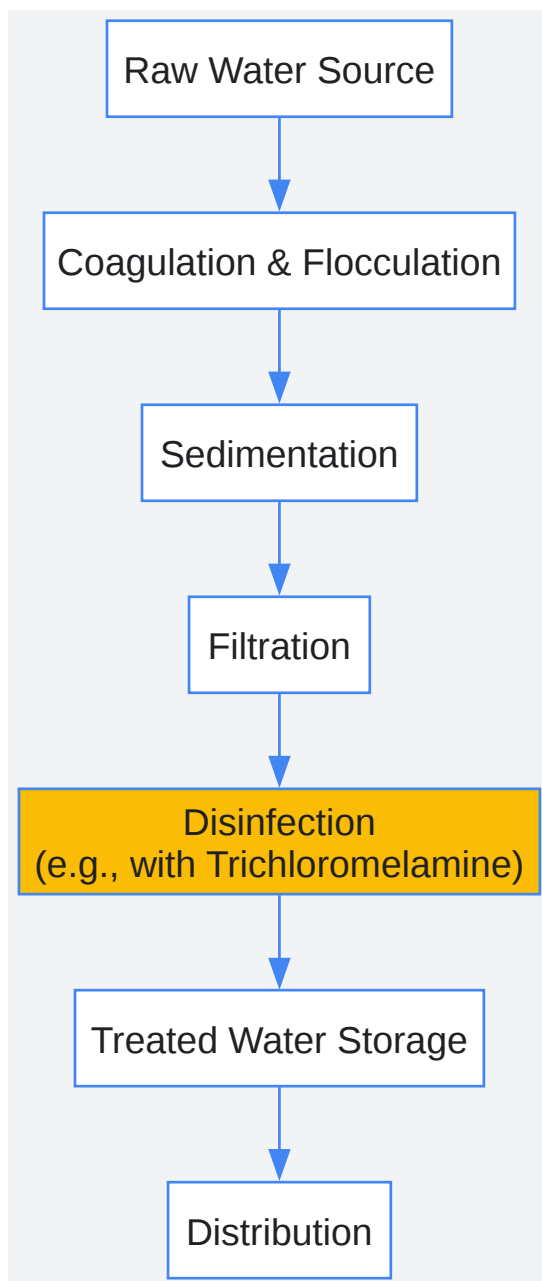 Raw Water Source
Coagulation & Flocculation
Sedimentation
Filtration
Disinfection
(e.g., with Trichloromelamine)
Treated Water Storage
Distribution